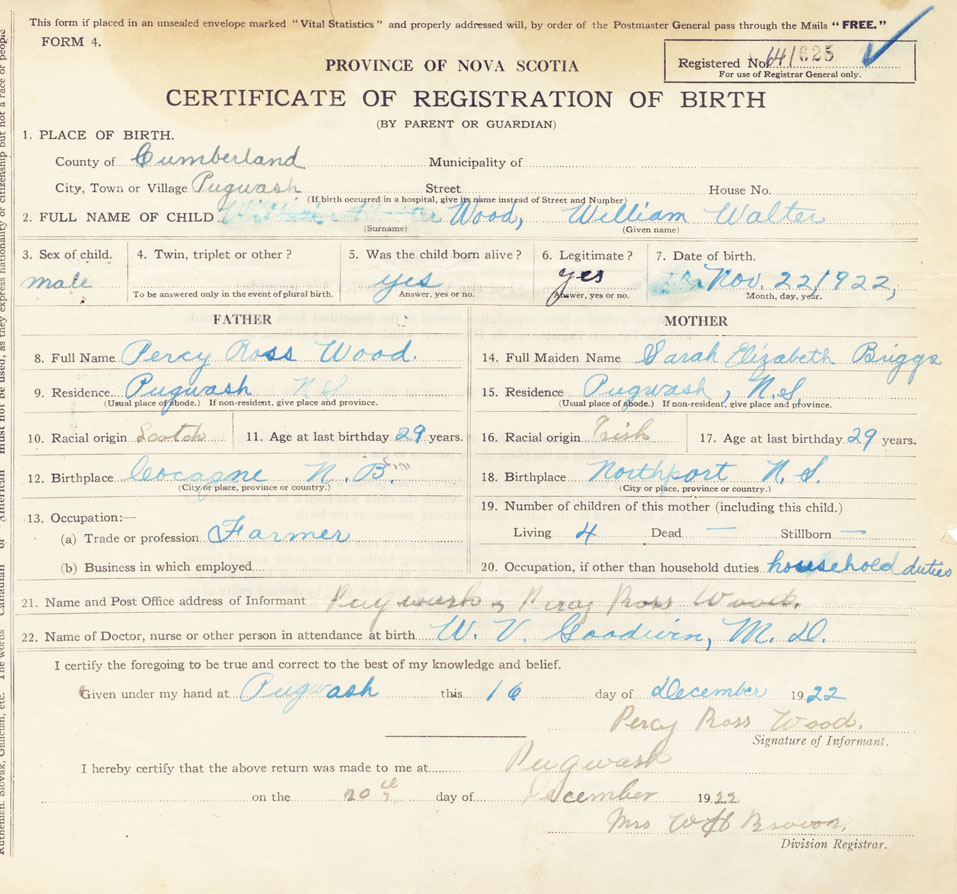 This form if placed in an unsealed envelope marked "Vital Statistics" and properly addressed will, by order of the Postmaster General pass through the Mails "FREE."
FORM 4.
Registered No. 625
For use of Registrar General only.
PROVINCE OF NOVA SCOTIA
CERTIFICATE OF REGISTRATION OF BIRTH
(BY PARENT OR GUARDIAN)
1. PLACE OF BIRTH.
County of Cumberland Municipality of
City, Town or Village Pugwash Street House No.
(If birth occurred in a hospital, give its name instead of Street and Number)
2. FULL NAME OF CHILD Wood, William Walter
(Surname) (Given name)
3. Sex of child. 4. Twin, triplet or other? 5. Was the child born alive? 6. Legitimate? 7. Date of birth.
male yes yes Nov. 22/1922,
To be answered only in the event of plural birth. Answer, yes or no. Answer, yes or no. Month, day, year.
FATHER MOTHER
8. Full Name Percy Ross Wood. 14. Full Maiden Name Sarah Elizabeth Briggs
9. Residence Pugwash N.S. 15. Residence Pugwash, N.S.
(Usual place of abode.) If non-resident, give place and province. (Usual place of abode.) If non-resident, give place and province.
10. Racial origin Scotch 11. Age at last birthday 29 years. 16. Racial origin Irish 17. Age at last birthday 29 years.
12. Birthplace Cocagne N. B. 18. Birthplace Northport N. S.
(City or place, province or country.) (City or place, province or country.)
19. Number of children of this mother (including this child.)
13. Occupation:—
(a) Trade or profession Farmer Living 4 Dead — Stillborn —
(b) Business in which employed 20. Occupation, if other than household duties household duties
21. Name and Post Office address of Informant Pugwash, Percy Ross Wood.
22. Name of Doctor, nurse or other person in attendance at birth W. V. Goodwin, M. D.
I certify the foregoing to be true and correct to the best of my knowledge and belief.
Given under my hand at Pugwash this 16 day of December 1922
Percy Ross Wood.
Signature of Informant.
I hereby certify that the above return was made to me at Pugwash
on the 20th day of December 1922
Mrs W H Brown.
Division Registrar.